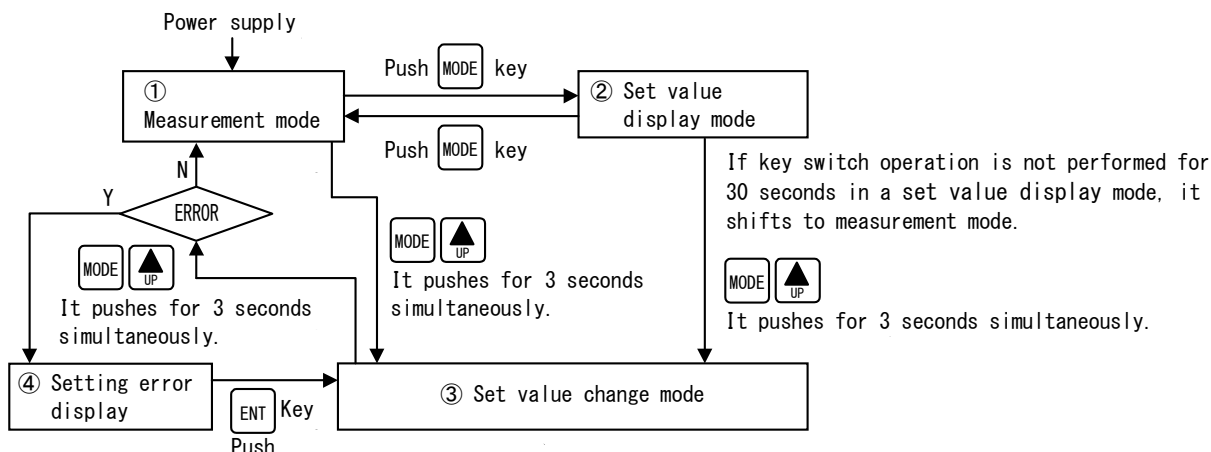 Power supply
Push MODE key
① Measurement mode
② Set value
display mode
Push MODE key
If key switch operation is not performed for
30 seconds in a set value display mode, it
shifts to measurement mode.
N
Y
ERROR
MODE UP
It pushes for 3 seconds
simultaneously.
MODE UP
It pushes for 3 seconds
simultaneously.
MODE UP
It pushes for 3 seconds simultaneously.
④ Setting error
display
ENT Key
Push
③ Set value change mode